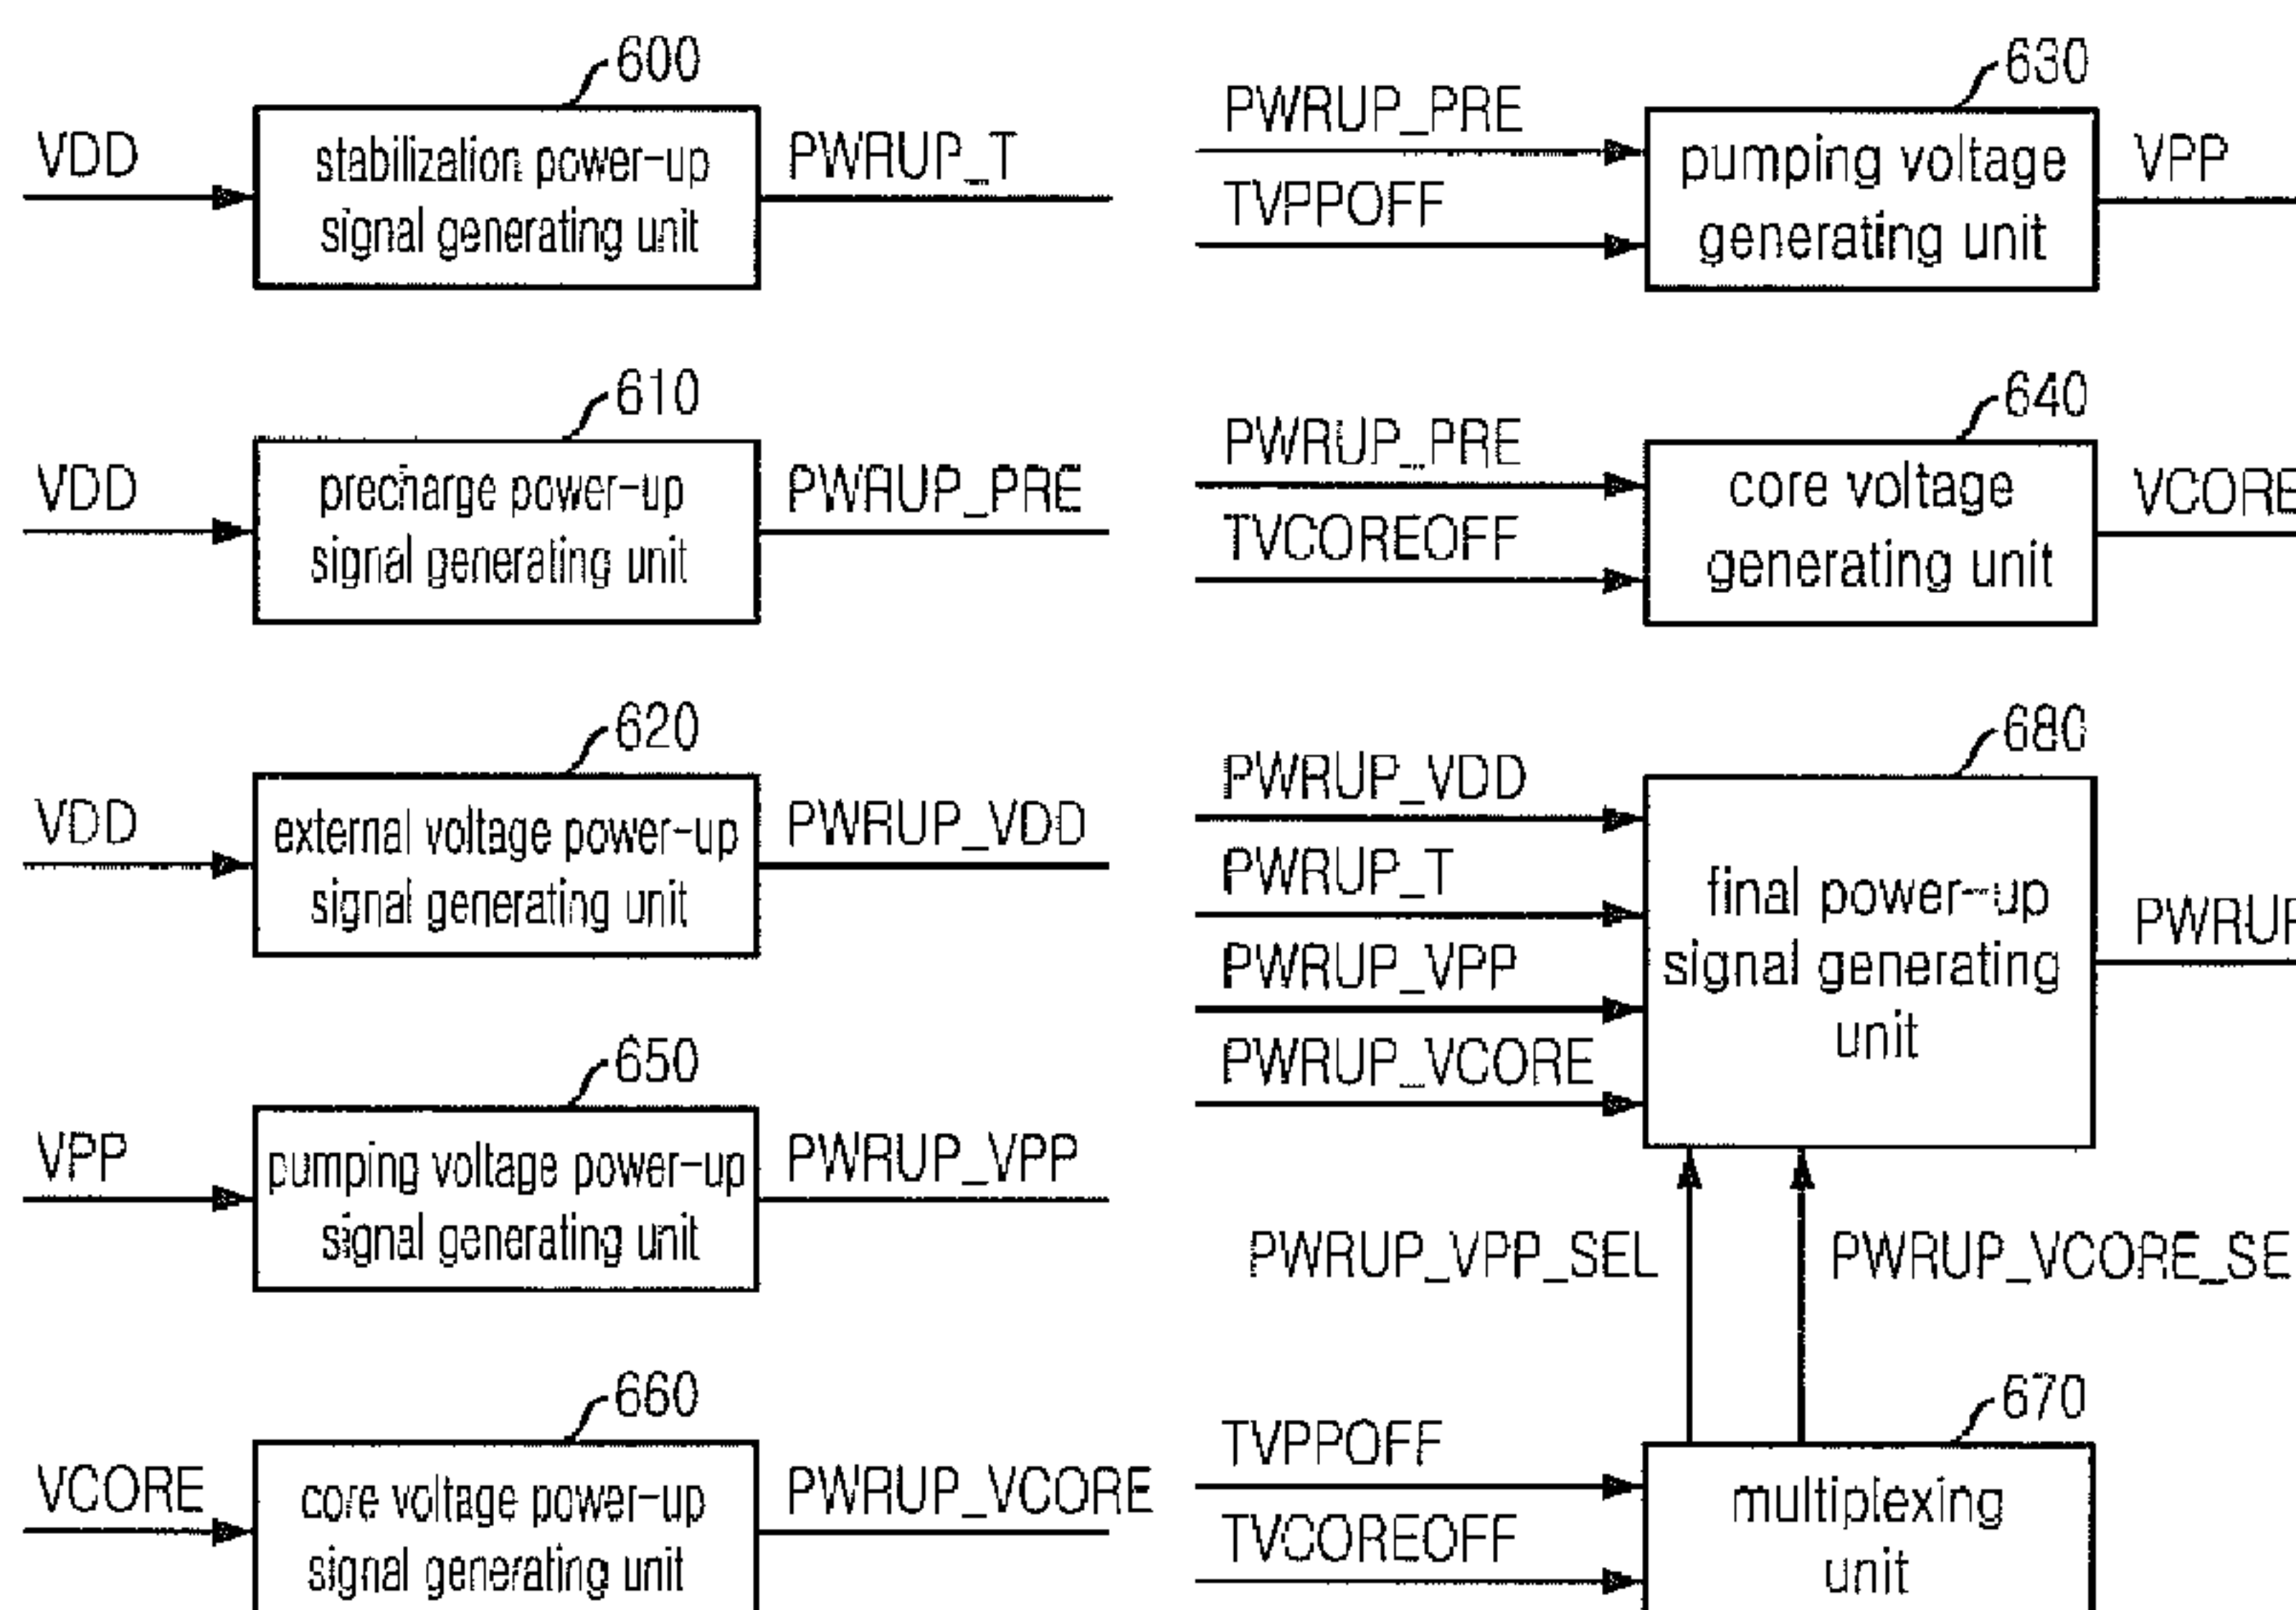 600
VDD
stabilization power-up
signal generating unit
PWRUP_T
610
VDD
precharge power-up
signal generating unit
PWRUP_PRE
620
VDD
external voltage power-up
signal generating unit
PWRUP_VDD
650
VPP
pumping voltage power-up
signal generating unit
PWRUP_VPP
660
VCORE
core voltage power-up
signal generating unit
PWRUP_VCORE
630
PWRUP_PRE
TVPPOFF
pumping voltage
generating unit
VPP
640
PWRUP_PRE
TVCOREOFF
core voltage
generating unit
VCORE
680
PWRUP_VDD
PWRUP_T
PWRUP_VPP
PWRUP_VCORE
final power-up
signal generating
unit
PWRUP
PWRUP_VPP_SEL
PWRUP_VCORE_SE
670
TVPPOFF
TVCOREOFF
multiplexing
unit